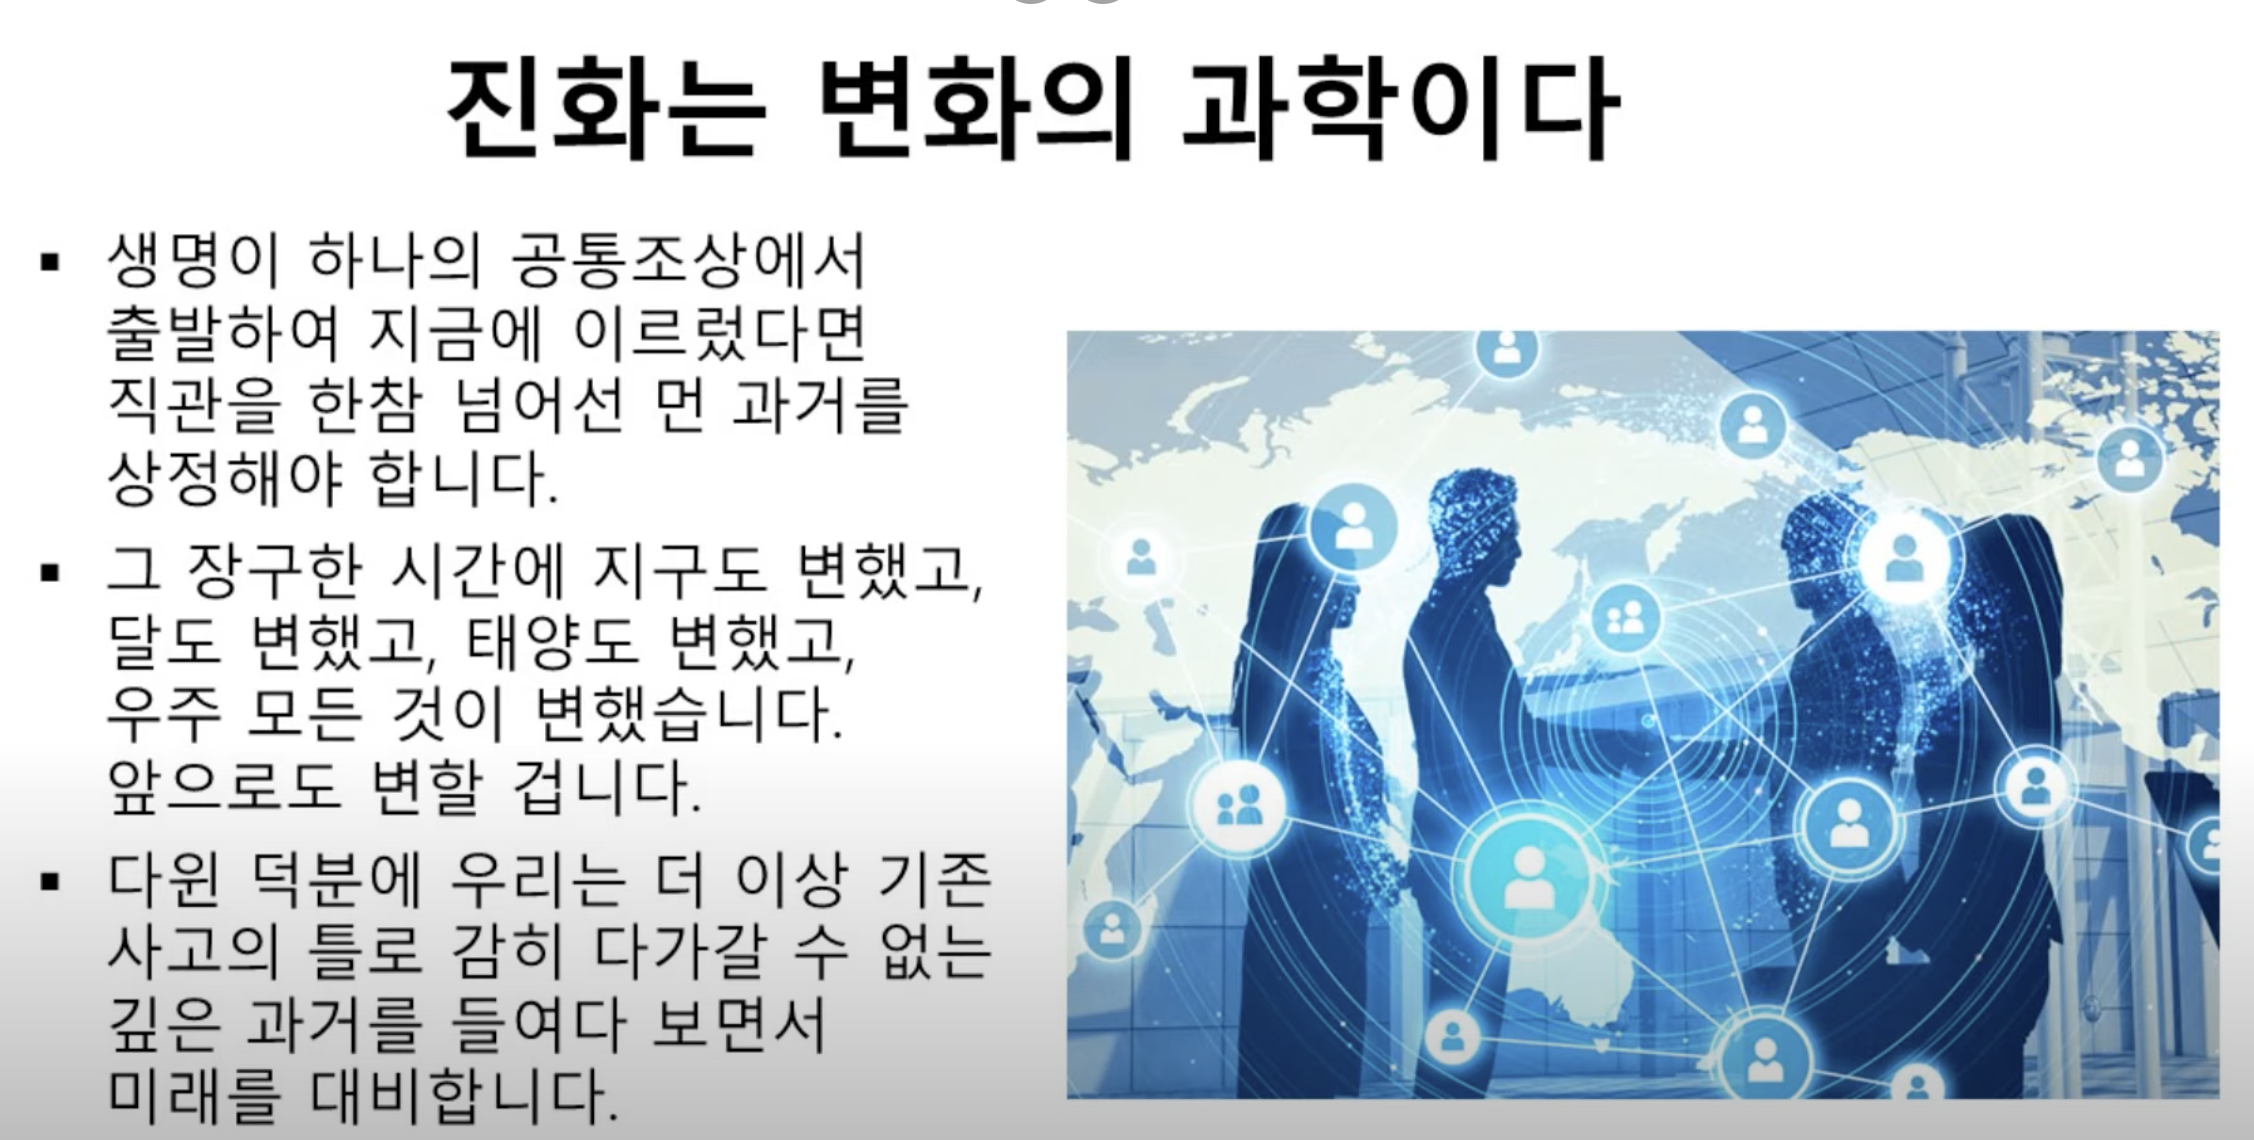 진화는 변화의 과학이다
▪ 생명이 하나의 공통조상에서
출발하여 지금에 이르렀다면
직관을 한참 넘어선 먼 과거를
상정해야 합니다.
▪ 그 장구한 시간에 지구도 변했고,
달도 변했고, 태양도 변했고,
우주 모든 것이 변했습니다.
앞으로도 변할 겁니다.
▪ 다윈 덕분에 우리는 더 이상 기존
사고의 틀로 감히 다가갈 수 없는
깊은 과거를 들여다 보면서
미래를 대비합니다.